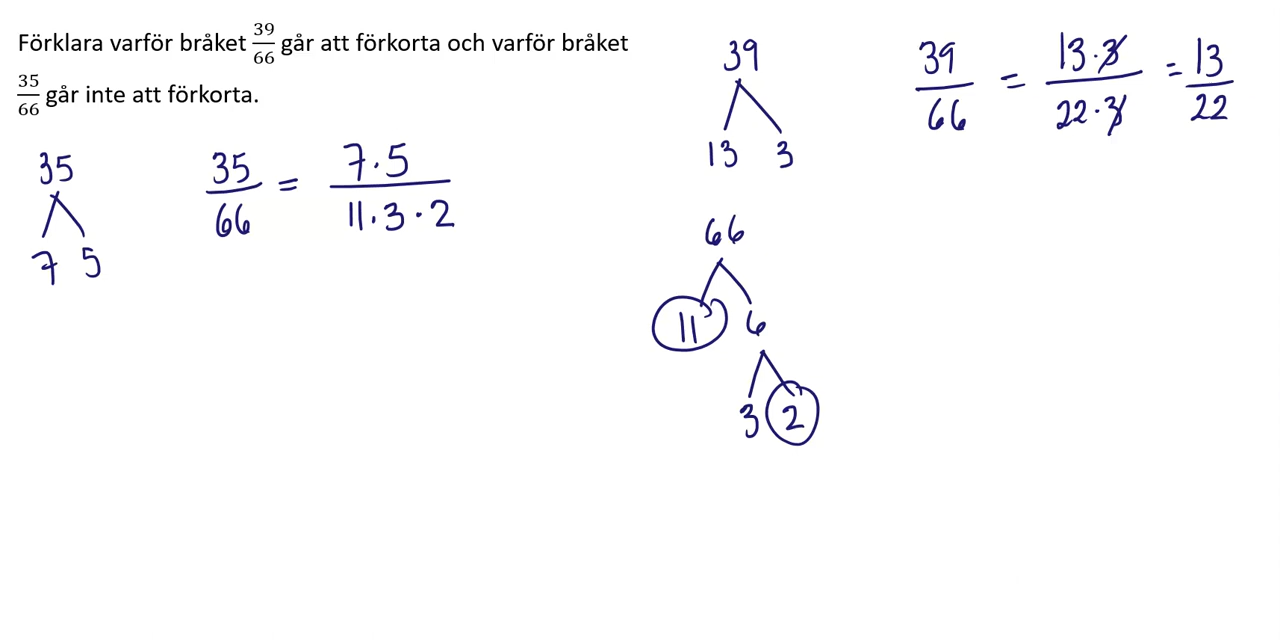 Förklara varför bråket 39/66 går att förkorta och varför bråket
35/66 går inte att förkorta.
35
7 5
35/66 = 7·5/11·3·2
39
13 3
66
11 6
3 2
39/66 = 13·3/22·3 = 13/22